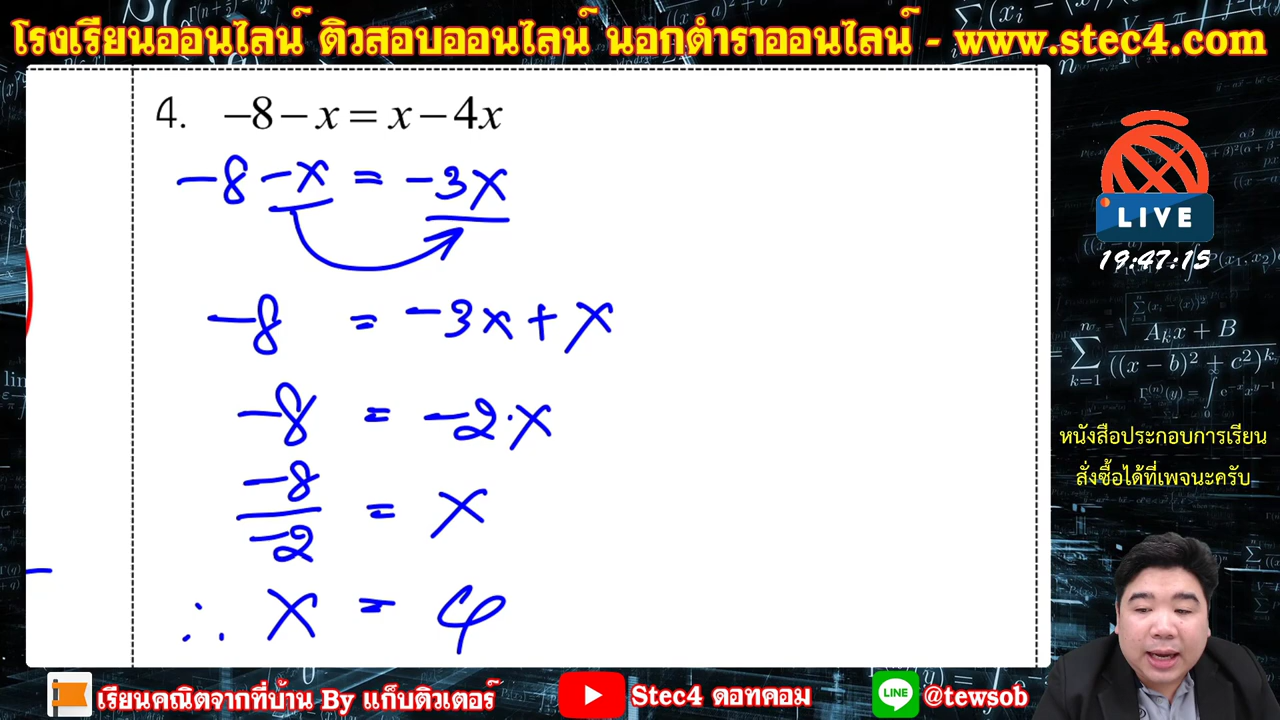 โรงเรียนออนไลน์ ติวสอบออนไลน์ นอกตำราออนไลน์ - www.stec4.com
4. −8 − x = x − 4x
−8 − x = −3x
−8 = −3x + x
−8 = −2·x
−8/−2 = x
∴ x = 4
LIVE
19:47:15
A_k x + B
((x − b)² + c²)^k
k=1
หนังสือประกอบการเรียน
สั่งซื้อได้ที่เพจนะครับ
เรียนคณิตจากที่บ้าน By แก็บติวเตอร์
Stec4 ดอทคอม
LINE
@tewsob